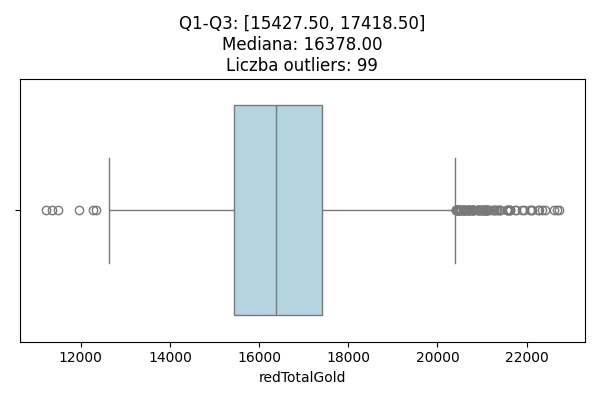 Q1-Q3: [15427.50, 17418.50]
Mediana: 16378.00
Liczba outliers: 99
12000 14000 16000 18000 20000 22000
redTotalGold